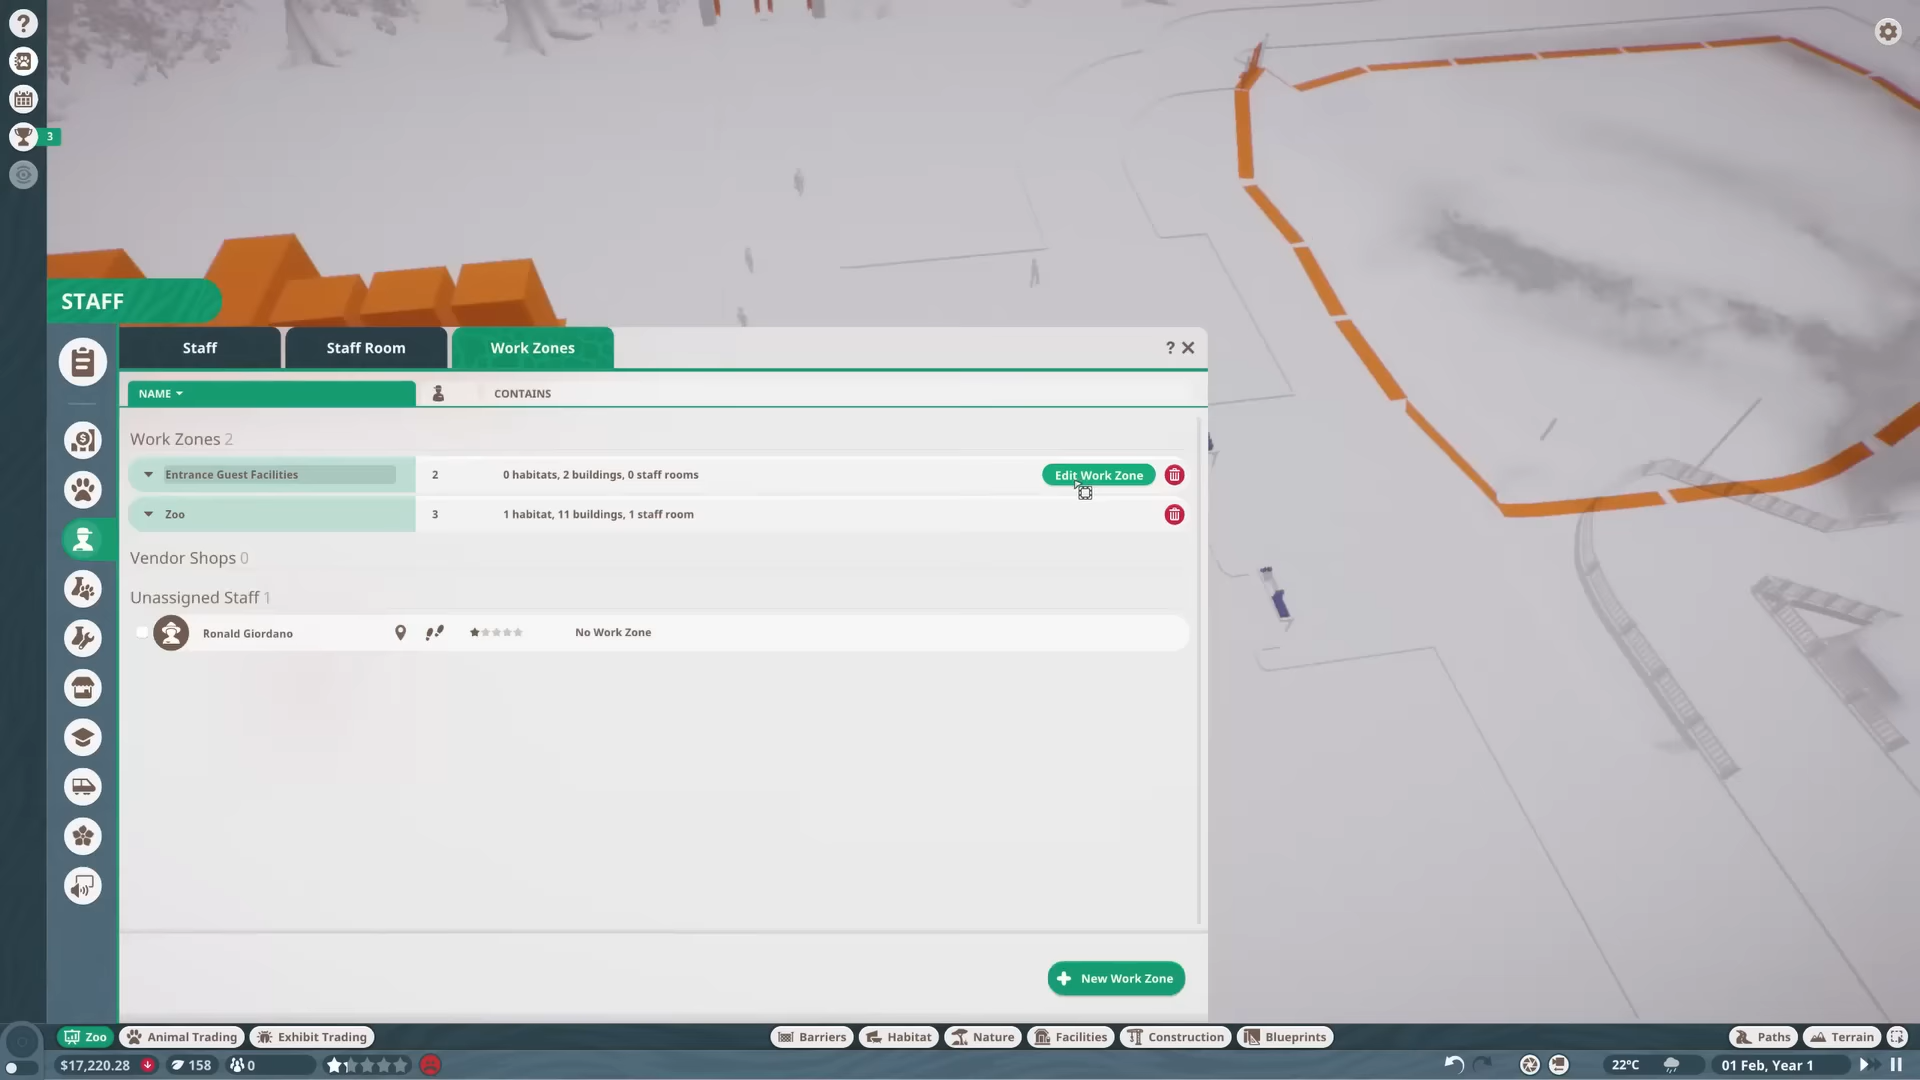 3
STAFF
Staff
Staff Room
Work Zones
?
NAME
CONTAINS
Work Zones 2
Entrance Guest Facilities
2
0 habitats, 2 buildings, 0 staff rooms
Edit Work Zone
Zoo
3
1 habitat, 11 buildings, 1 staff room
Vendor Shops 0
Unassigned Staff 1
Ronald Giordano
No Work Zone
New Work Zone
Zoo
Animal Trading
Exhibit Trading
Barriers
Habitat
Nature
Facilities
Construction
Blueprints
Paths
Terrain
$17,220.28
158
0
22°C
01 Feb, Year 1